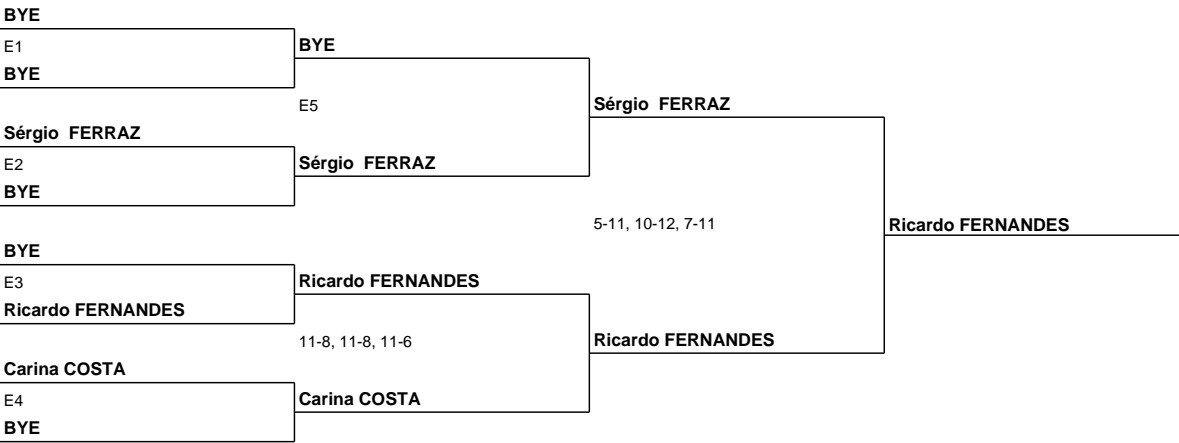 BYE
E1
BYE
BYE
E5
Sérgio  FERRAZ
Sérgio  FERRAZ
E2
Sérgio  FERRAZ
BYE
5-11, 10-12, 7-11
Ricardo FERNANDES
BYE
E3
Ricardo FERNANDES
Ricardo FERNANDES
11-8, 11-8, 11-6
Ricardo FERNANDES
Carina COSTA
E4
Carina COSTA
BYE